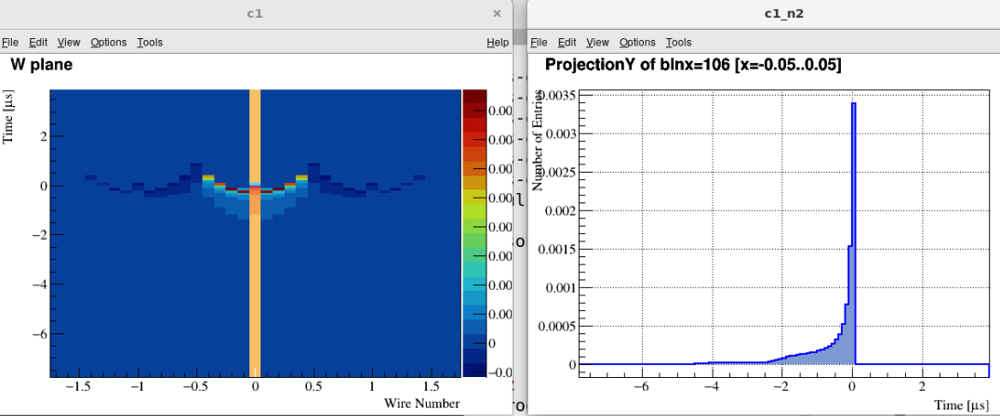 c1
×
File Edit View Options Tools
Help
W plane
Time [μs]
2
0
−2
−4
−6
−1.5 −1 −0.5 0 0.5 1 1.5
Wire Number
0.00
0.00
0.00
0.00
0.00
0.00
0.00
0.00
0
−0.0
c1_n2
File Edit View Options Tools
ProjectionY of binx=106 [x=-0.05..0.05]
Number of Entries
0.0035
0.003
0.0025
0.002
0.0015
0.001
0.0005
0
−6 −4 −2 0 2
Time [μs]